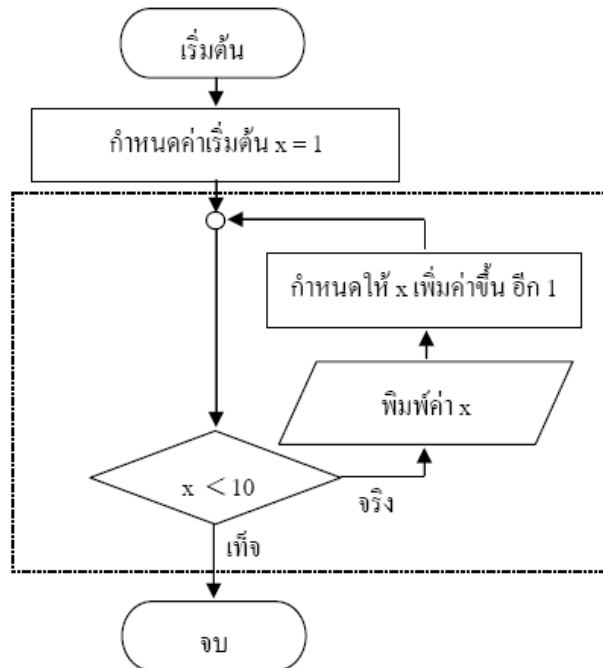 เริ่มต้น
กำหนดค่าเริ่มต้น x = 1
กำหนดให้ x เพิ่มค่าขึ้น อีก 1
พิมพ์ค่า x
x < 10
จริง
เท็จ
จบ